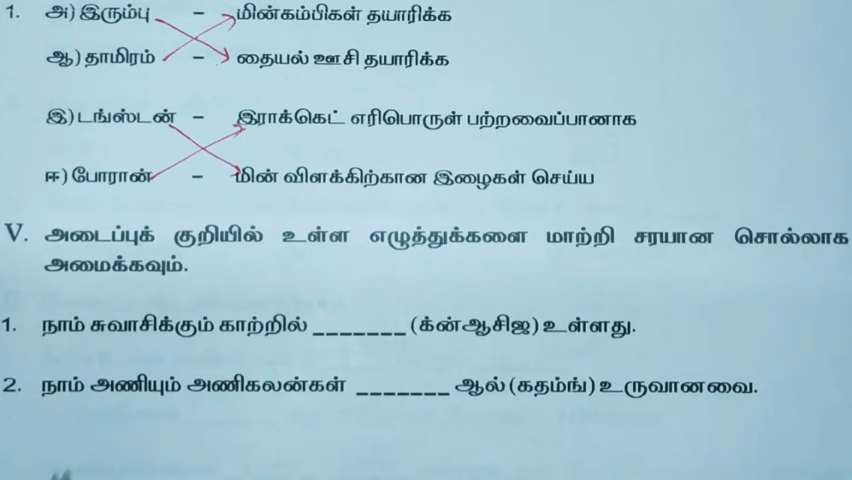 1. அ) இரும்பு – மின்கம்பிகள் தயாரிக்க
ஆ) தாமிரம் – தையல் ஊசி தயாரிக்க
இ) டங்ஸ்டன் – இராக்கெட் எரிபொருள் பற்றவைப்பானாக
ஈ) போரான் – மின் விளக்கிற்கான இழைகள் செய்ய
V. அடைப்புக் குறியில் உள்ள எழுத்துக்களை மாற்றி சரயான சொல்லாக
அமைக்கவும்.
1. நாம் சுவாசிக்கும் காற்றில் _______ (க்ன்ஆசிஜ) உள்ளது.
2. நாம் அணியும் அணிகலன்கள் _______ ஆல் (கதம்ங்) உருவானவை.